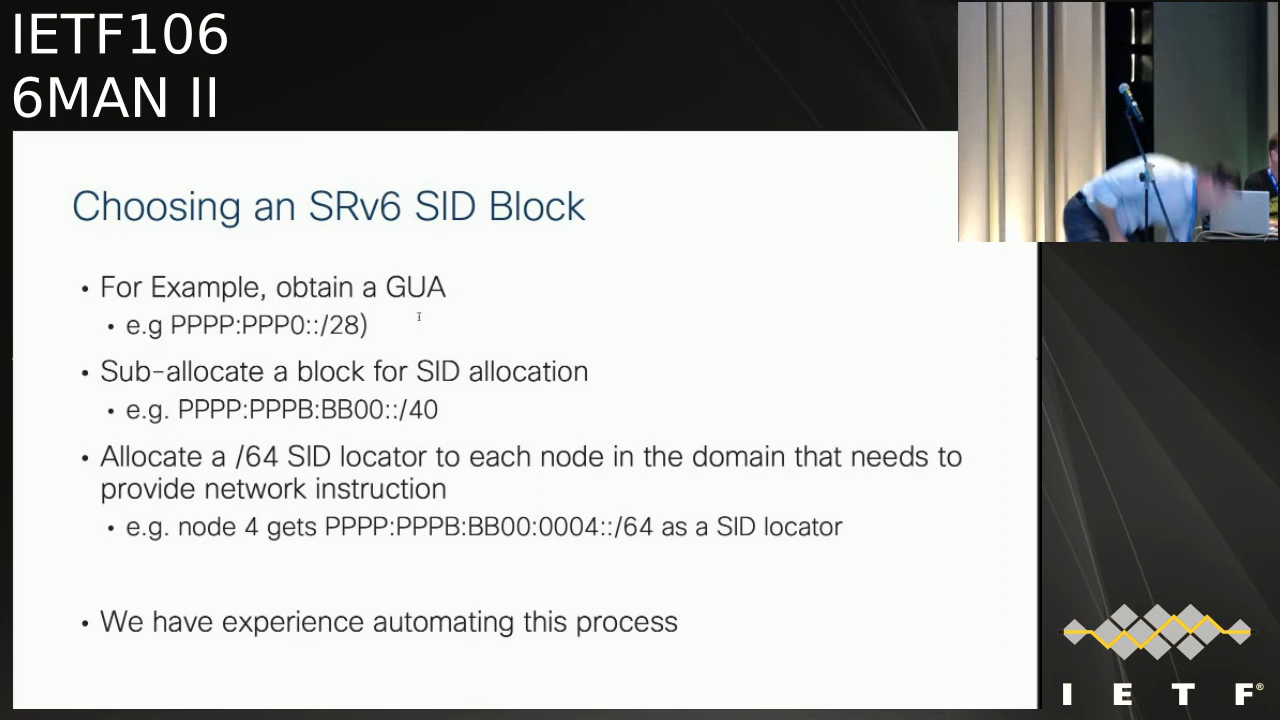 IETF106
6MAN II
Choosing an SRv6 SID Block
• For Example, obtain a GUA
• e.g PPPP:PPP0::/28)
• Sub-allocate a block for SID allocation
• e.g. PPPP:PPPB:BB00::/40
• Allocate a /64 SID locator to each node in the domain that needs to
provide network instruction
• e.g. node 4 gets PPPP:PPPB:BB00:0004::/64 as a SID locator
• We have experience automating this process
I E T F®